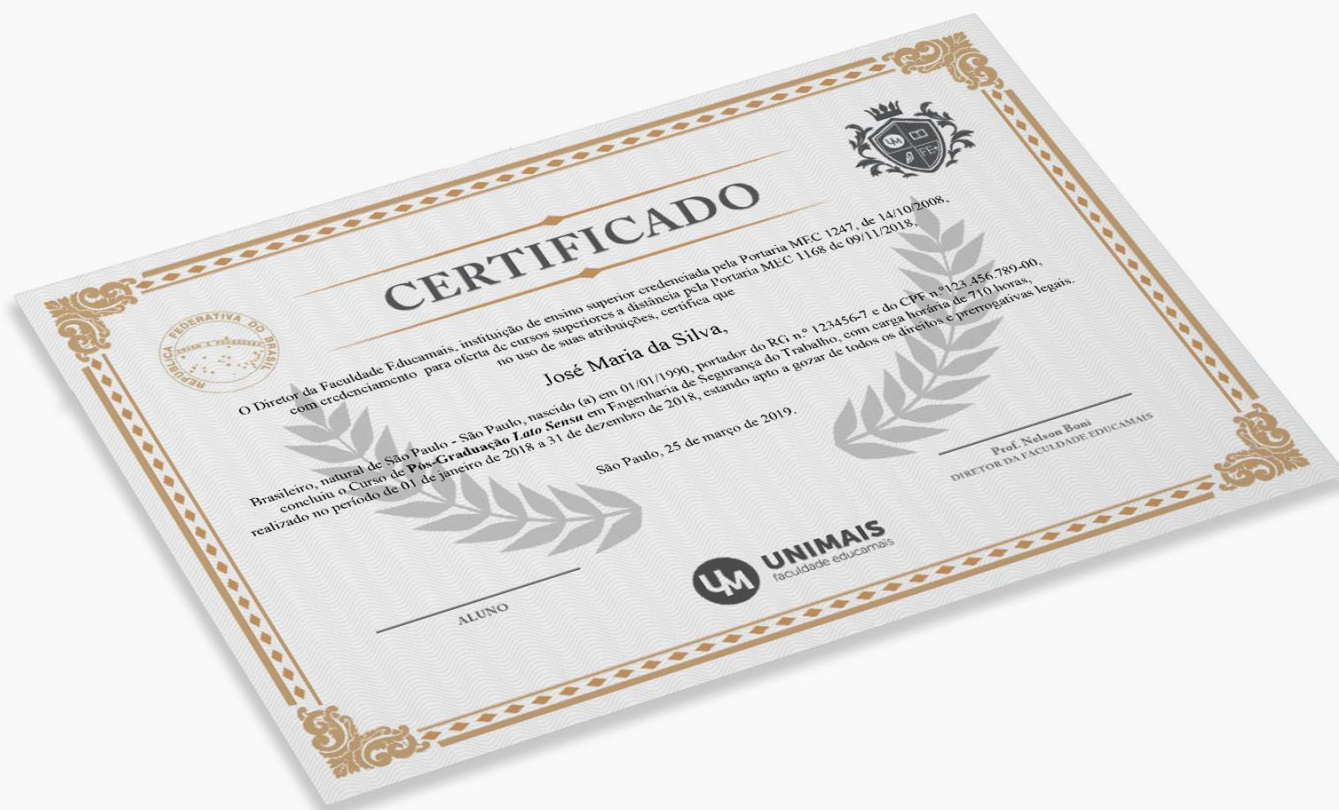 REPÚBLICA FEDERATIVA DO BRASIL
UM
FE+
CERTIFICADO
O Diretor da Faculdade Educamais, instituição de ensino superior credenciada pela Portaria MEC 1247, de 14/10/2008,
com credenciamento para oferta de cursos superiores a distância pela Portaria MEC 1168 de 09/11/2018,
no uso de suas atribuições, certifica que
José Maria da Silva,
Brasileiro, natural de São Paulo - São Paulo, nascido (a) em 01/01/1990, portador do RG n.º 123456-7 e do CPF n.º123.456.789-00,
concluiu o Curso de Pós-Graduação Lato Sensu em Engenharia de Segurança do Trabalho, com carga horária de 710 horas,
realizado no período de 01 de janeiro de 2018 a 31 de dezembro de 2018, estando apto a gozar de todos os direitos e prerrogativas legais.
São Paulo, 25 de março de 2019.
Prof. Nelson Boni
DIRETOR DA FACULDADE EDUCAMAIS
ALUNO
UM UNIMAIS
faculdade educamais